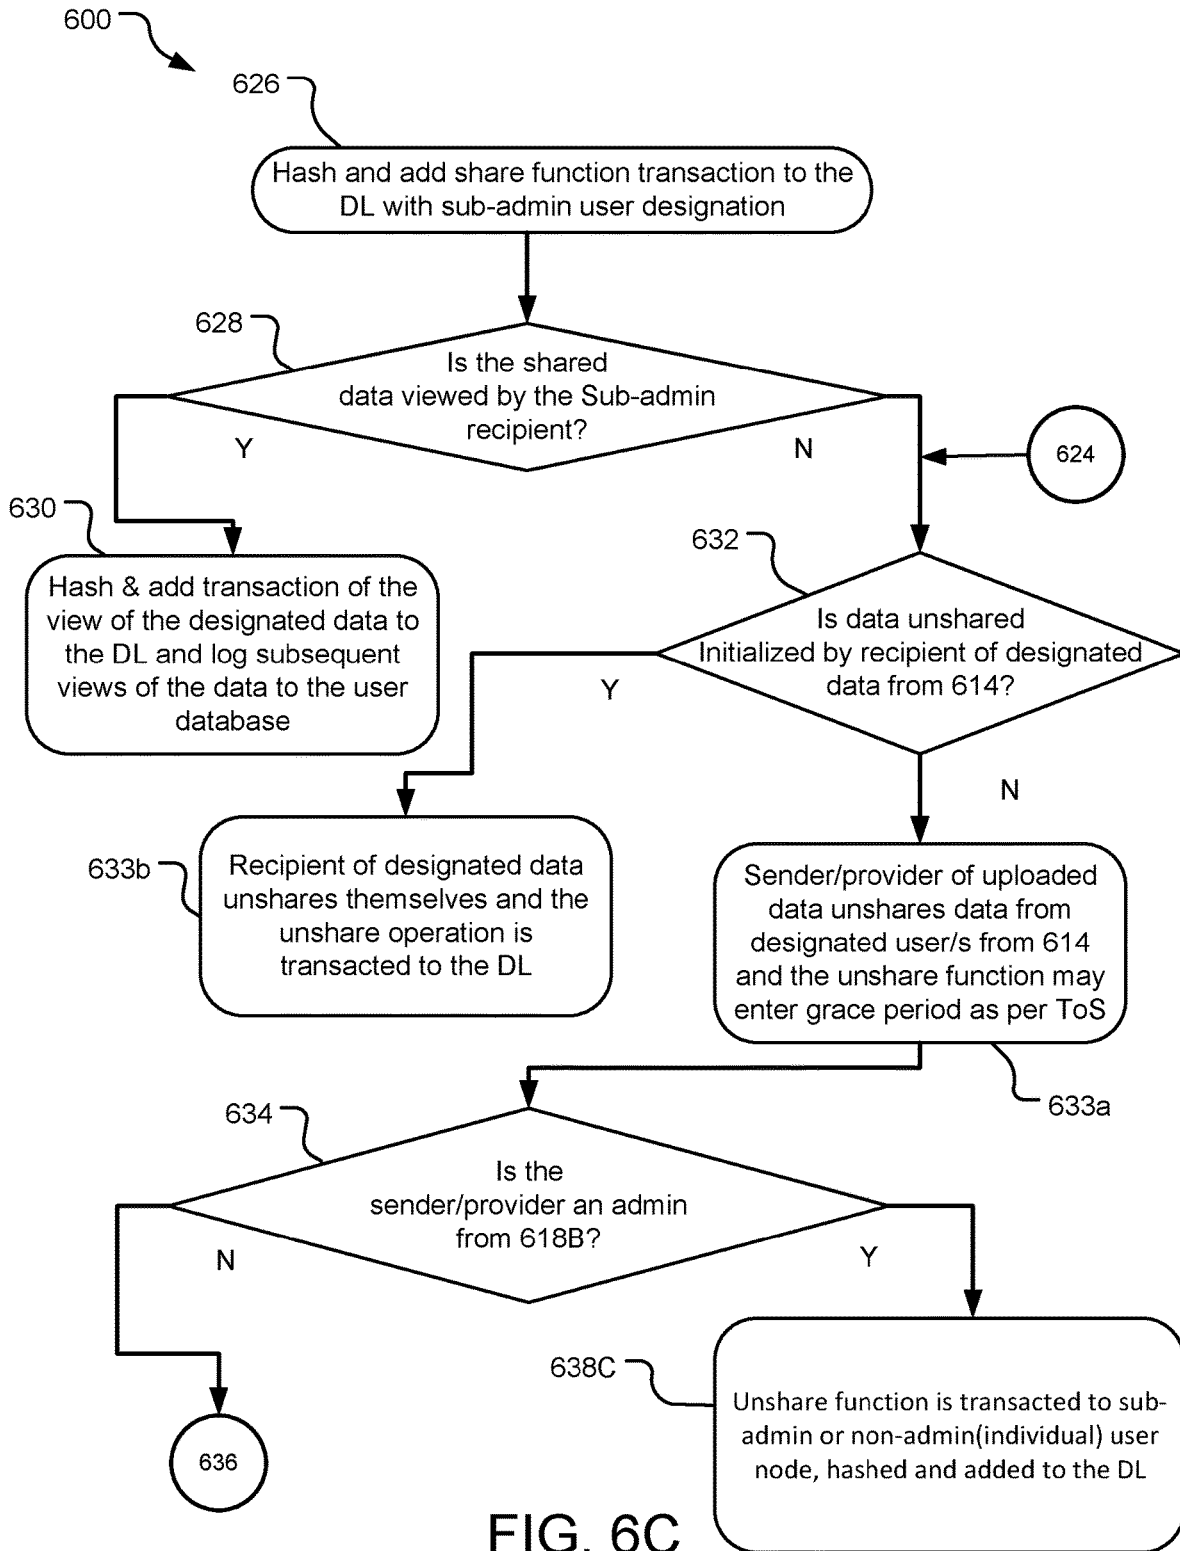 600
626
Hash and add share function transaction to the
DL with sub-admin user designation
628
Is the shared
data viewed by the Sub-admin
recipient?
Y
N
624
630
Hash & add transaction of the
view of the designated data to
the DL and log subsequent
views of the data to the user
database
632
Is data unshared
Initialized by recipient of designated
data from 614?
Y
N
633b
Recipient of designated data
unshares themselves and the
unshare operation is
transacted to the DL
Sender/provider of uploaded
data unshares data from
designated user/s from 614
and the unshare function may
enter grace period as per ToS
633a
634
Is the
sender/provider an admin
from 618B?
N
Y
638C
Unshare function is transacted to sub-
admin or non-admin(individual) user
node, hashed and added to the DL
636
FIG. 6C